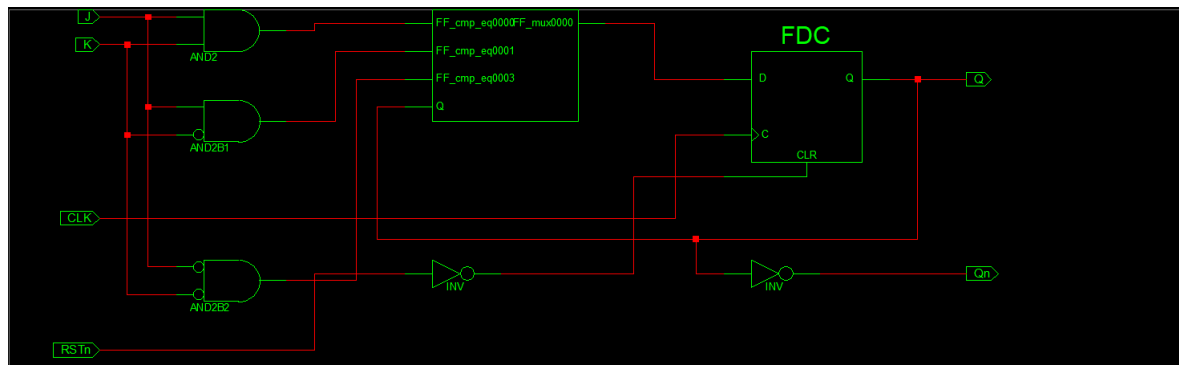 J
K
AND2
FF_cmp_eq0000 FF_mux0000
FF_cmp_eq0001
FF_cmp_eq0003
Q
AND2B1
FDC
D
Q
C
CLR
Q
CLK
AND2B2
INV
INV
Qn
RSTn